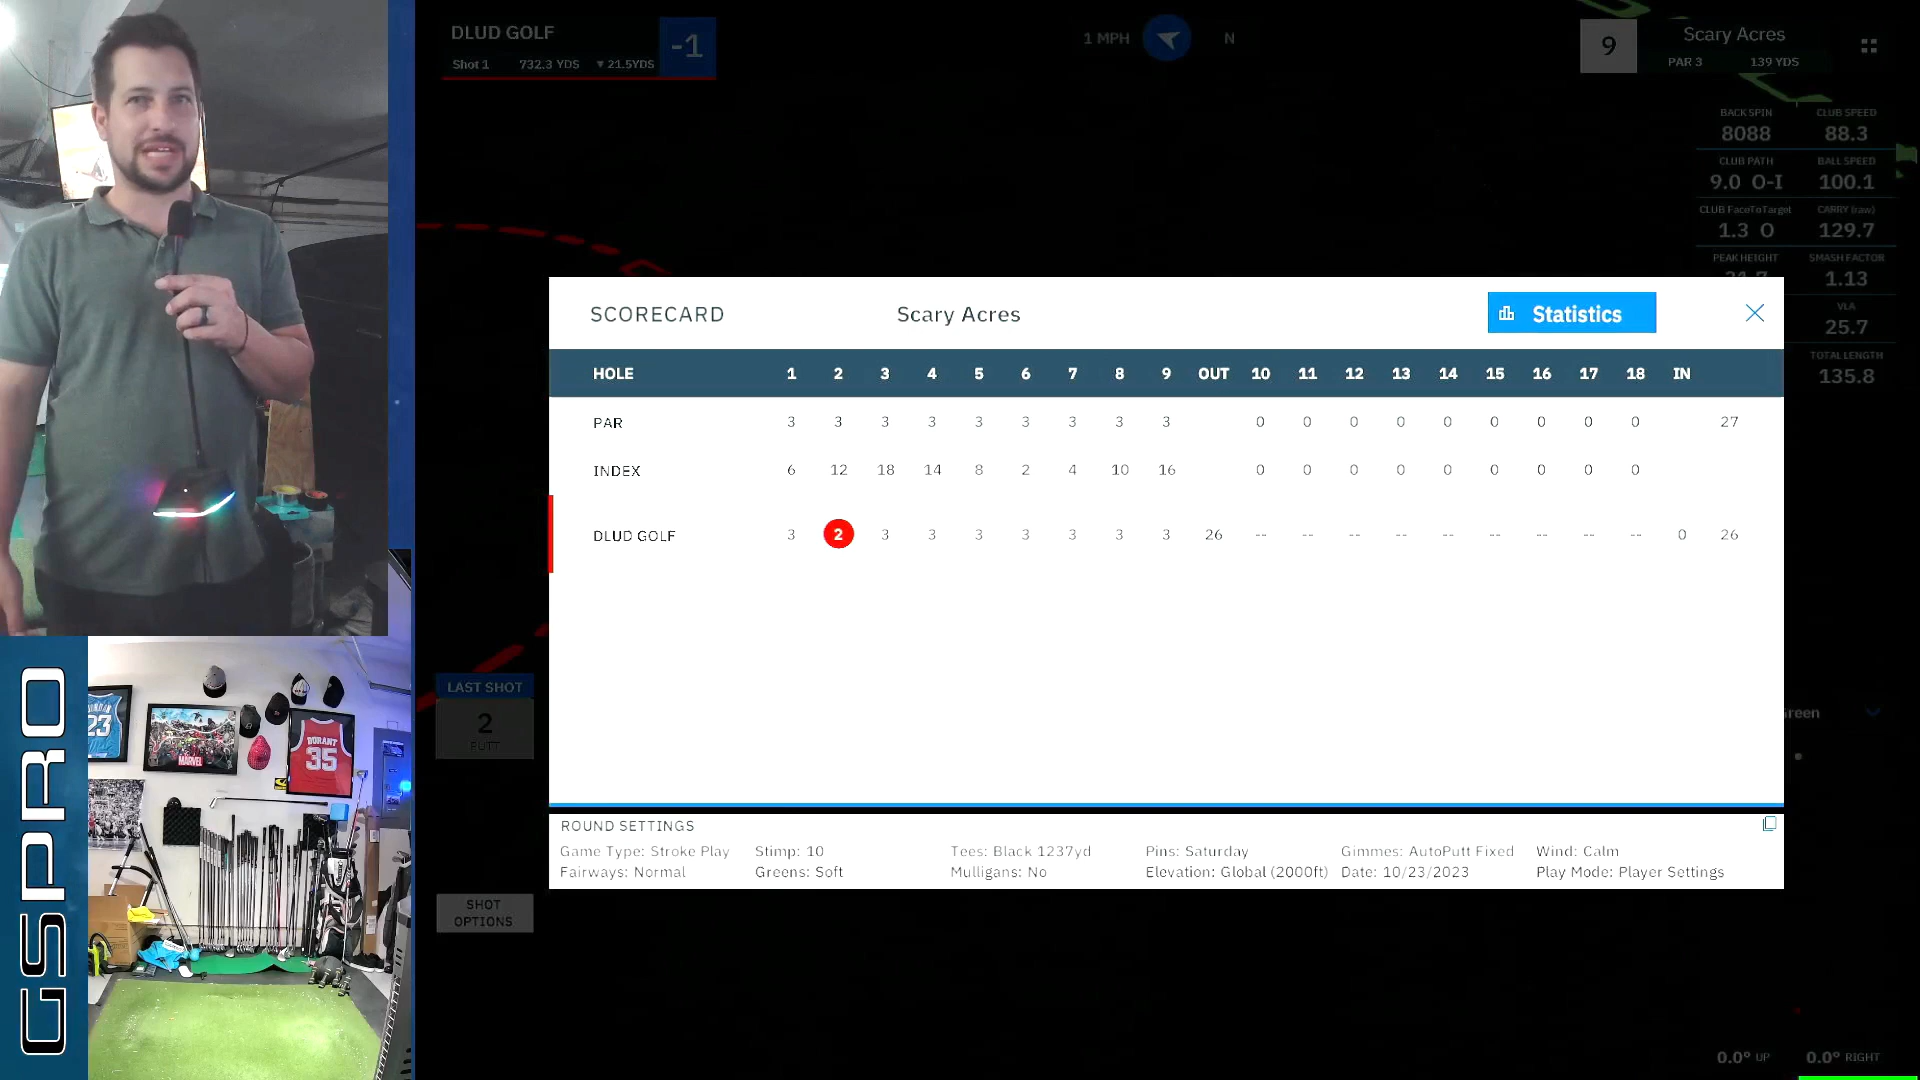 DLUD GOLF
-1
Shot 1 732.3 YDS ▼ 21.5YDS
1 MPH N
9
Scary Acres
PAR 3 139 YDS
BACK SPIN CLUB SPEED
8088 88.3
CLUB PATH BALL SPEED
9.0 O-I 100.1
CLUB FaceToTarget CARRY (raw)
1.3 O 129.7
PEAK HEIGHT SMASH FACTOR
1.13
VLA
25.7
TOTAL LENGTH
135.8
SCORECARD Scary Acres Statistics
HOLE 1 2 3 4 5 6 7 8 9 OUT 10 11 12 13 14 15 16 17 18 IN
PAR 3 3 3 3 3 3 3 3 3 0 0 0 0 0 0 0 0 0 27
INDEX 6 12 18 14 8 2 4 10 16 0 0 0 0 0 0 0 0 0
DLUD GOLF 3 2 3 3 3 3 3 3 3 26 -- -- -- -- -- -- -- -- -- 0 26
LAST SHOT
2
PUTT
SHOT
OPTIONS
ROUND SETTINGS
Game Type: Stroke Play Stimp: 10 Tees: Black 1237yd Pins: Saturday Gimmes: AutoPutt Fixed Wind: Calm
Fairways: Normal Greens: Soft Mulligans: No Elevation: Global (2000ft) Date: 10/23/2023 Play Mode: Player Settings
0.0° UP 0.0° RIGHT
GSPRO
23
MARVEL
35